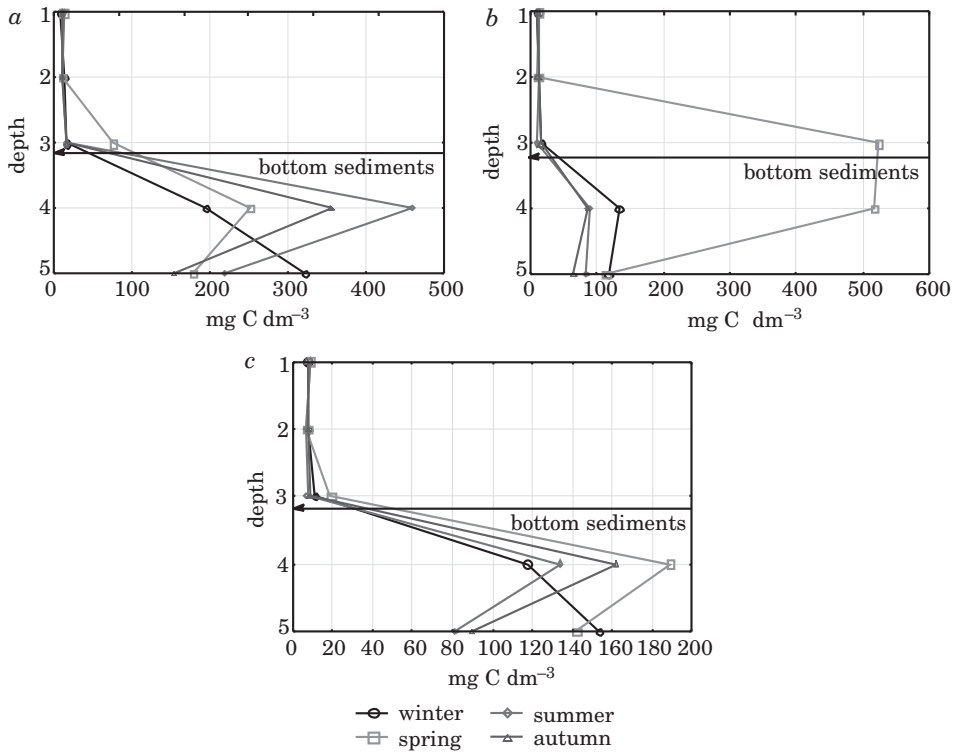 a
1
2
3
4
5
depth
bottom sediments
0 100 200 300 400 500
mg C dm⁻³
b
1
2
3
4
5
depth
bottom sediments
0 100 200 300 400 500 600
mg C dm⁻³
c
1
2
3
4
5
depth
bottom sediments
0 20 40 60 80 100 120 140 160 180 200
mg C dm⁻³
winter summer
spring autumn